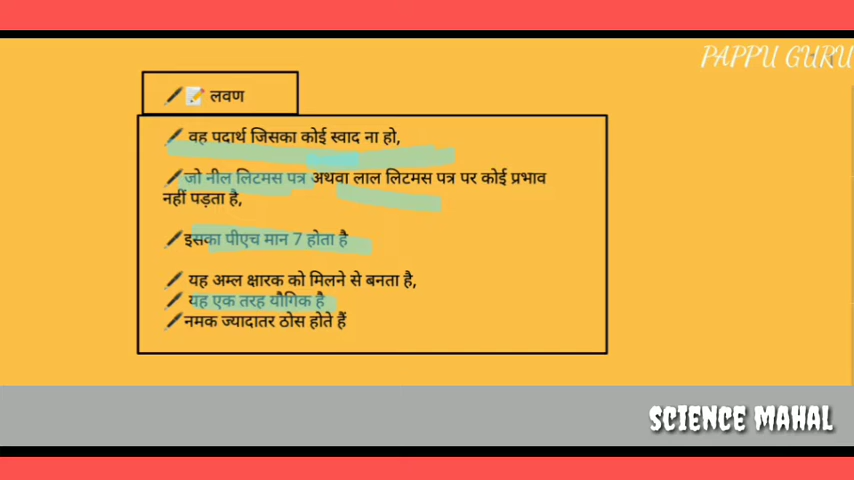 PAPPU GURU
🖋️📝 लवण
🖋️ वह पदार्थ जिसका कोई स्वाद ना हो,
🖋️जो नील लिटमस पत्र अथवा लाल लिटमस पत्र पर कोई प्रभाव
नहीं पड़ता है,
🖋️इसका पीएच मान 7 होता है
🖋️ यह अम्ल क्षारक को मिलने से बनता है,
🖋️ यह एक तरह यौगिक है
🖋️नमक ज्यादातर ठोस होते हैं
SCIENCE MAHAL